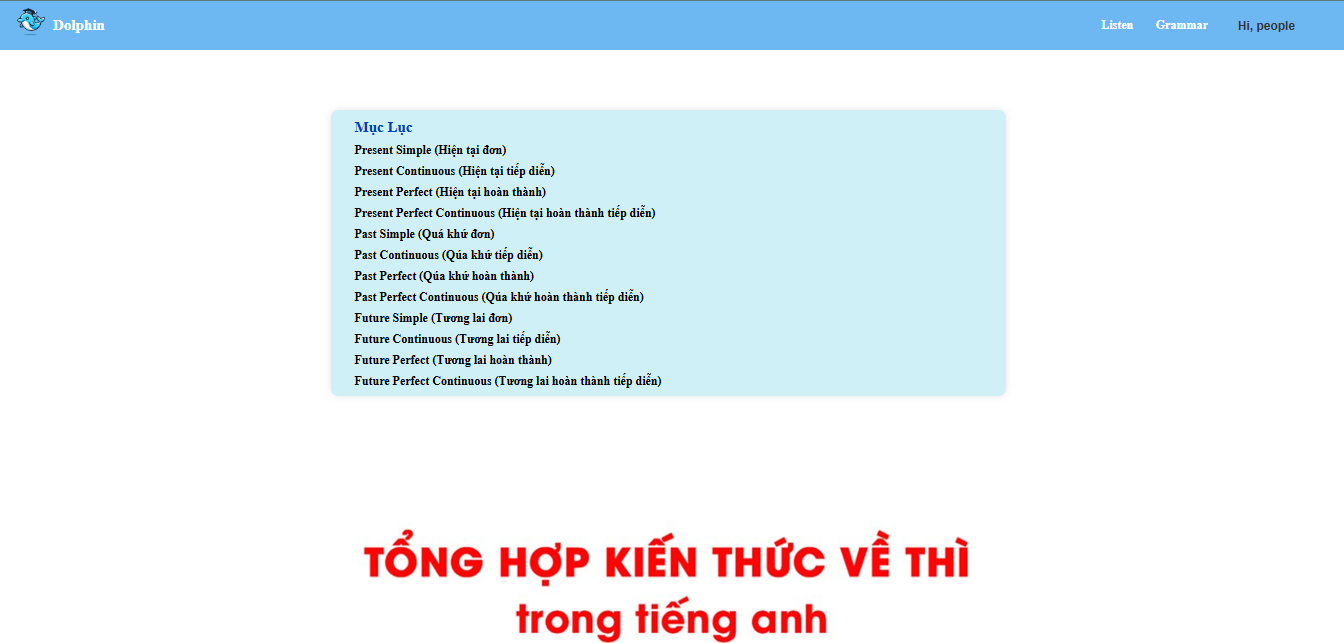 Dolphin
Listen
Grammar
Hi, people
Mục Lục
Present Simple (Hiện tại đơn)
Present Continuous (Hiện tại tiếp diễn)
Present Perfect (Hiện tại hoàn thành)
Present Perfect Continuous (Hiện tại hoàn thành tiếp diễn)
Past Simple (Quá khứ đơn)
Past Continuous (Qúa khứ tiếp diễn)
Past Perfect (Qúa khứ hoàn thành)
Past Perfect Continuous (Qúa khứ hoàn thành tiếp diễn)
Future Simple (Tương lai đơn)
Future Continuous (Tương lai tiếp diễn)
Future Perfect (Tương lai hoàn thành)
Future Perfect Continuous (Tương lai hoàn thành tiếp diễn)
TỔNG HỢP KIẾN THỨC VỀ THÌ
trong tiếng anh